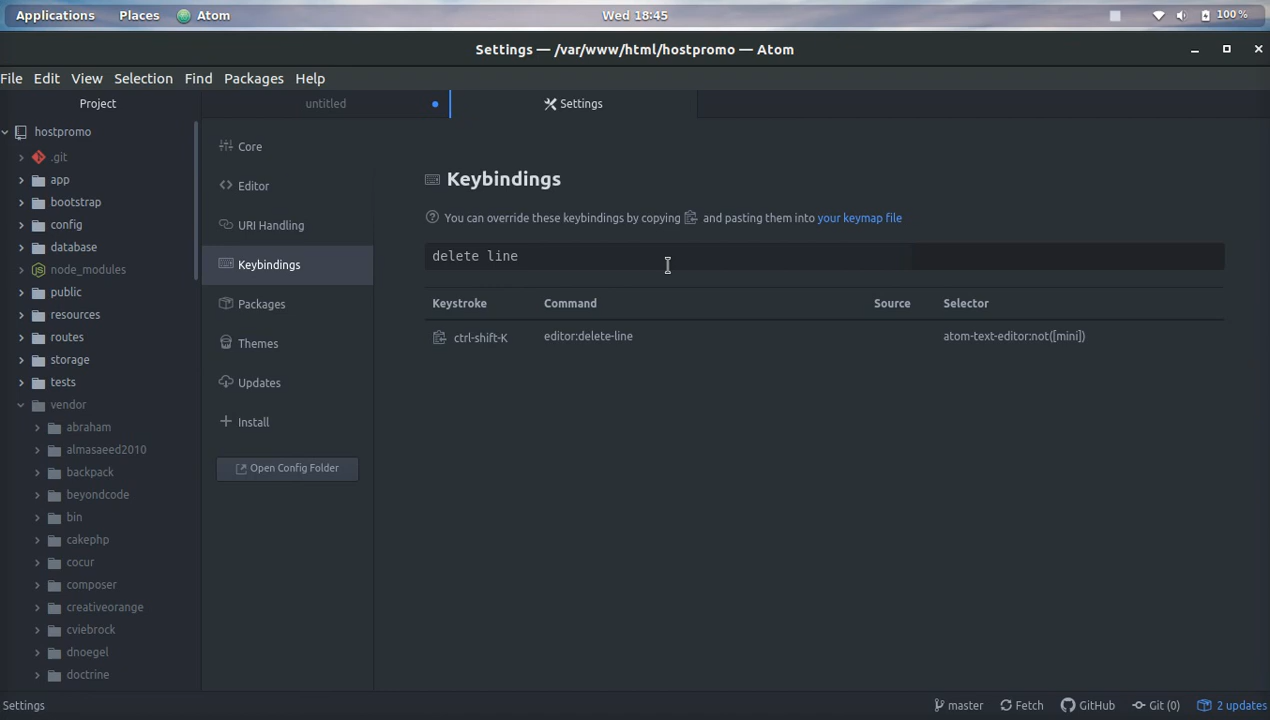 Applications Places Atom Wed 18:45 100%
Settings — /var/www/html/hostpromo — Atom
File Edit View Selection Find Packages Help
Project
untitled
Settings
hostpromo
.git
app
bootstrap
config
database
node_modules
public
resources
routes
storage
tests
vendor
abraham
almasaeed2010
backpack
beyondcode
bin
cakephp
cocur
composer
creativeorange
cviebrock
dnoegel
doctrine
Core
Editor
URI Handling
Keybindings
Packages
Themes
Updates
Install
Open Config Folder
Keybindings
You can override these keybindings by copying and pasting them into your keymap file
delete line
Keystroke Command Source Selector
ctrl-shift-K editor:delete-line atom-text-editor:not([mini])
Settings master Fetch GitHub Git (0) 2 updates